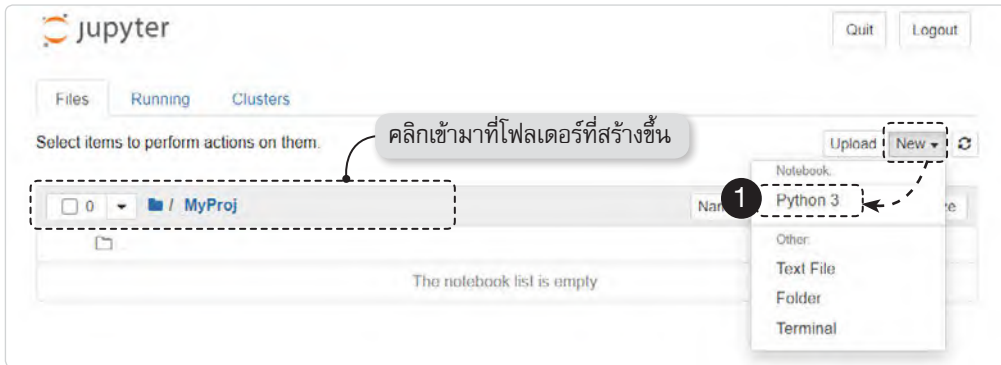 jupyter
Quit Logout
Files Running Clusters
คลิกเข้ามาที่โฟลเดอร์ที่สร้างขึ้น
Select items to perform actions on them.
Upload New
Notebook:
0 / MyProj
1 Python 3
Other:
Text File
The notebook list is empty
Folder
Terminal